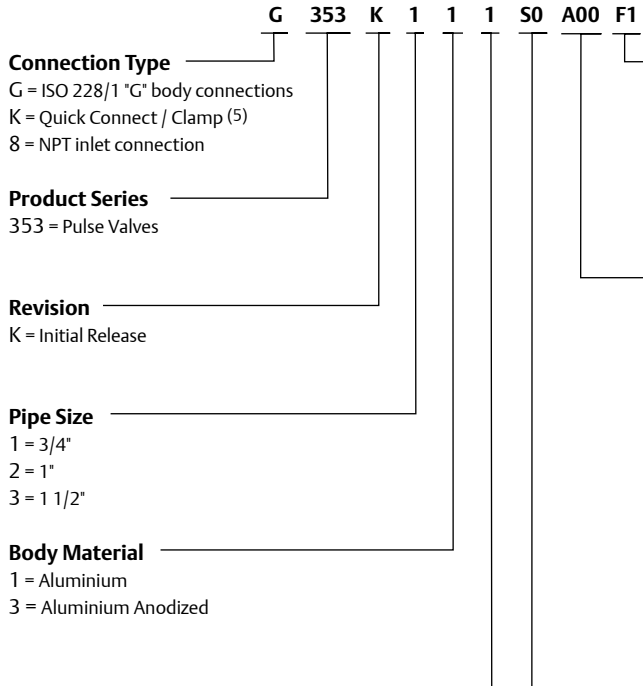 G 353 K 1 1 1 S0 A00 F1
Connection Type
G = ISO 228/1 "G" body connections
K = Quick Connect / Clamp (5)
8 = NPT inlet connection
Product Series
353 = Pulse Valves
Revision
K = Initial Release
Pipe Size
1 = 3/4"
2 = 1"
3 = 1 1/2"
Body Material
1 = Aluminium
3 = Aluminium Anodized